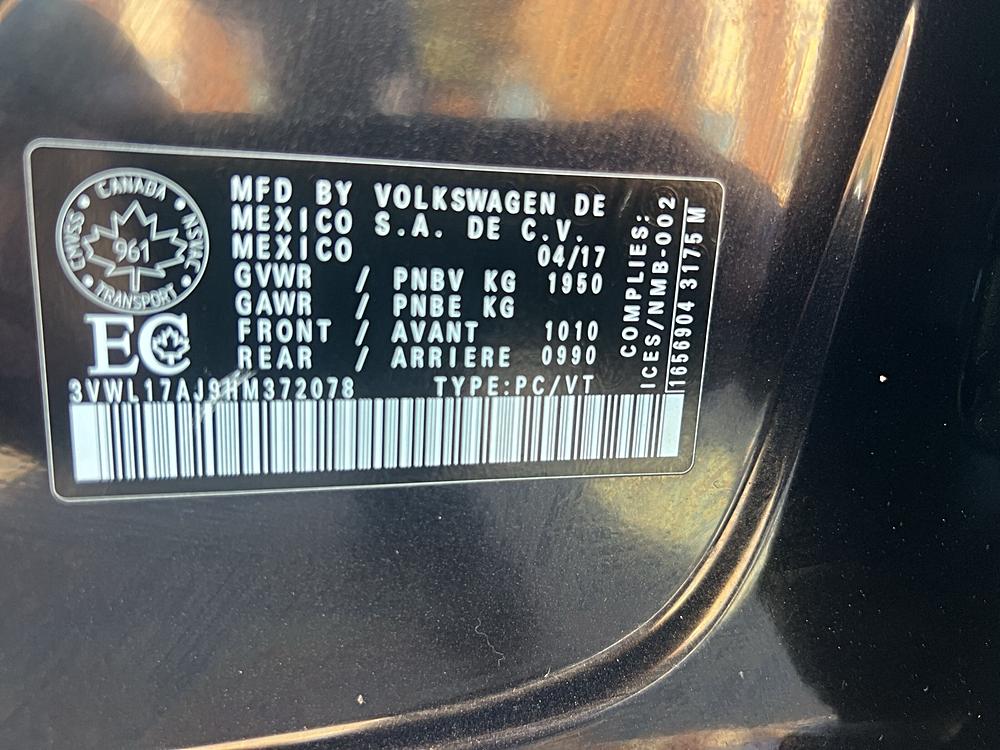 CANADA
CMVSS
NSVAC
961
TRANSPORT
EC
MFD BY VOLKSWAGEN DE
MEXICO S.A. DE C.V.
MEXICO 04/17
GVWR / PNBV KG 1950
GAWR / PNBE KG
FRONT / AVANT 1010
REAR / ARRIERE 0990
3VWL17AJ9HM372078 TYPE:PC/VT
COMPLIES:
ICES/NMB-002
1656904 3175 M